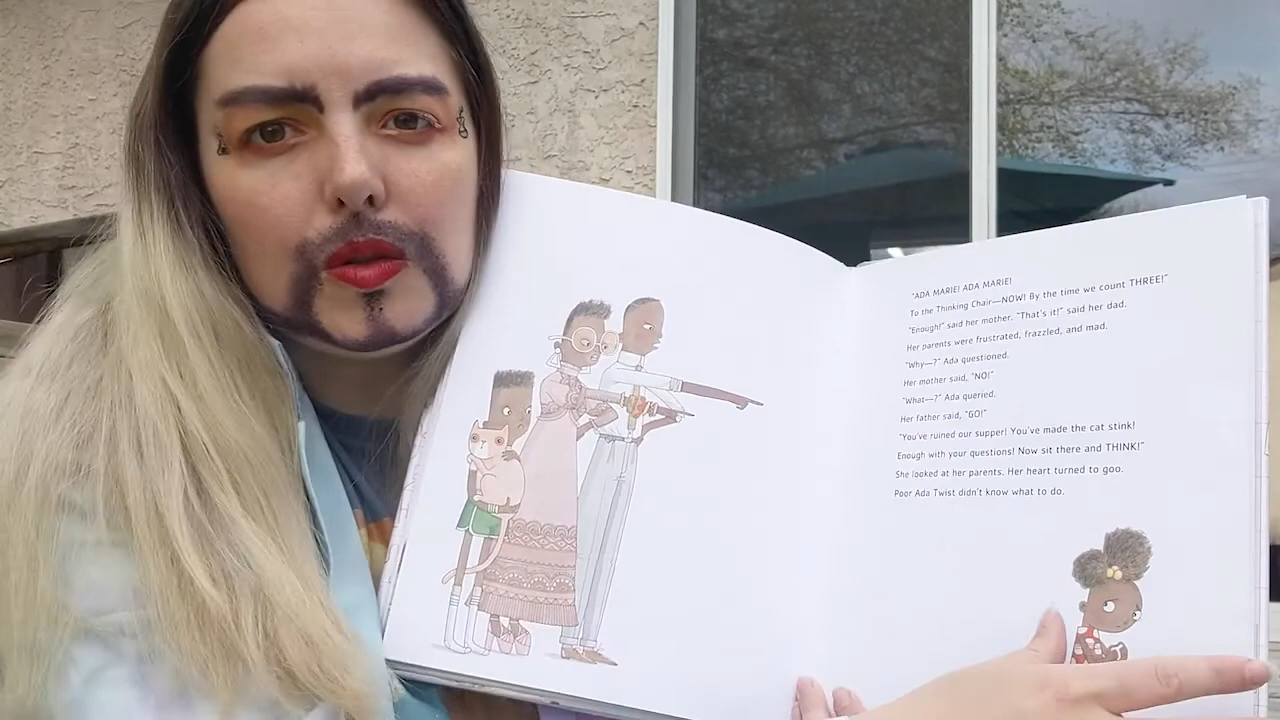 "ADA MARIE! ADA MARIE!
To the Thinking Chair—NOW! By the time we count THREE!"
"Enough!" said her mother. "That's it!" said her dad.
Her parents were frustrated, frazzled, and mad.
"Why—?" Ada questioned.
Her mother said, "NO!"
"What—?" Ada queried.
Her father said, "GO!"
"You've ruined our supper! You've made the cat stink!
Enough with your questions! Now sit there and THINK!"
She looked at her parents. Her heart turned to goo.
Poor Ada Twist didn't know what to do.